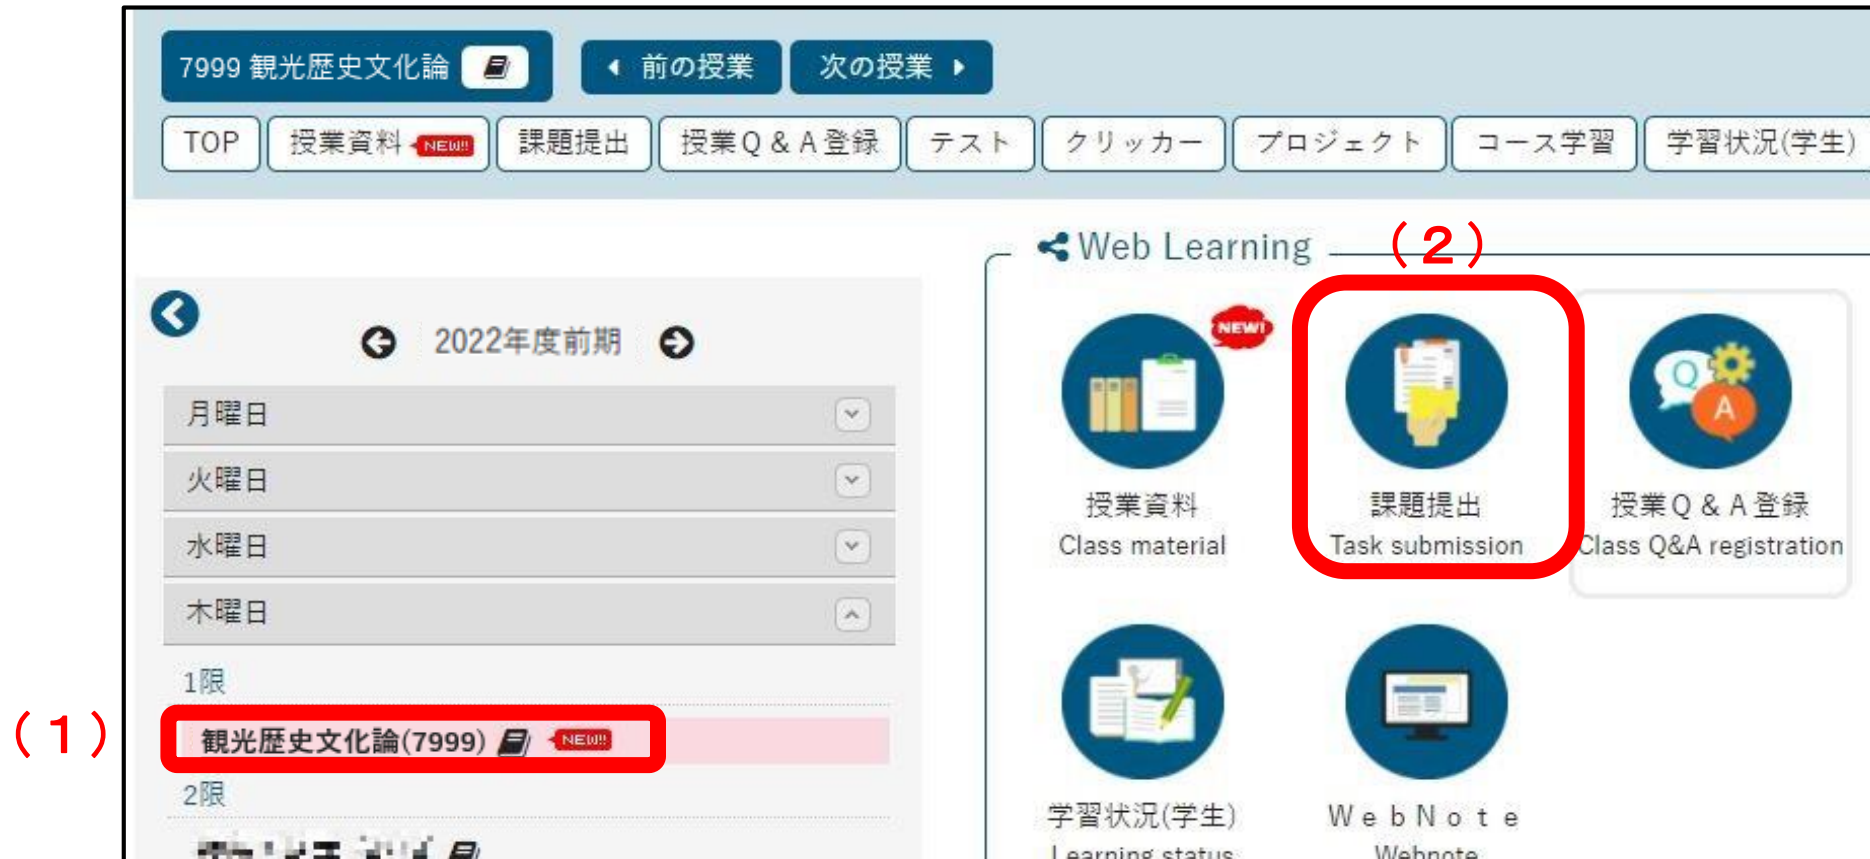 7999 観光歴史文化論
前の授業
次の授業
TOP
授業資料 NEW!!
課題提出
授業Q & A登録
テスト
クリッカー
プロジェクト
コース学習
学習状況(学生)
2022年度前期
月曜日
火曜日
水曜日
木曜日
1限
（1）
観光歴史文化論(7999) NEW!!
2限
Web Learning
（2）
NEW!
授業資料
Class material
課題提出
Task submission
Q
A
授業Q & A登録
Class Q&A registration
学習状況(学生)
Learning status
ＷｅｂＮｏｔｅ
Webnote